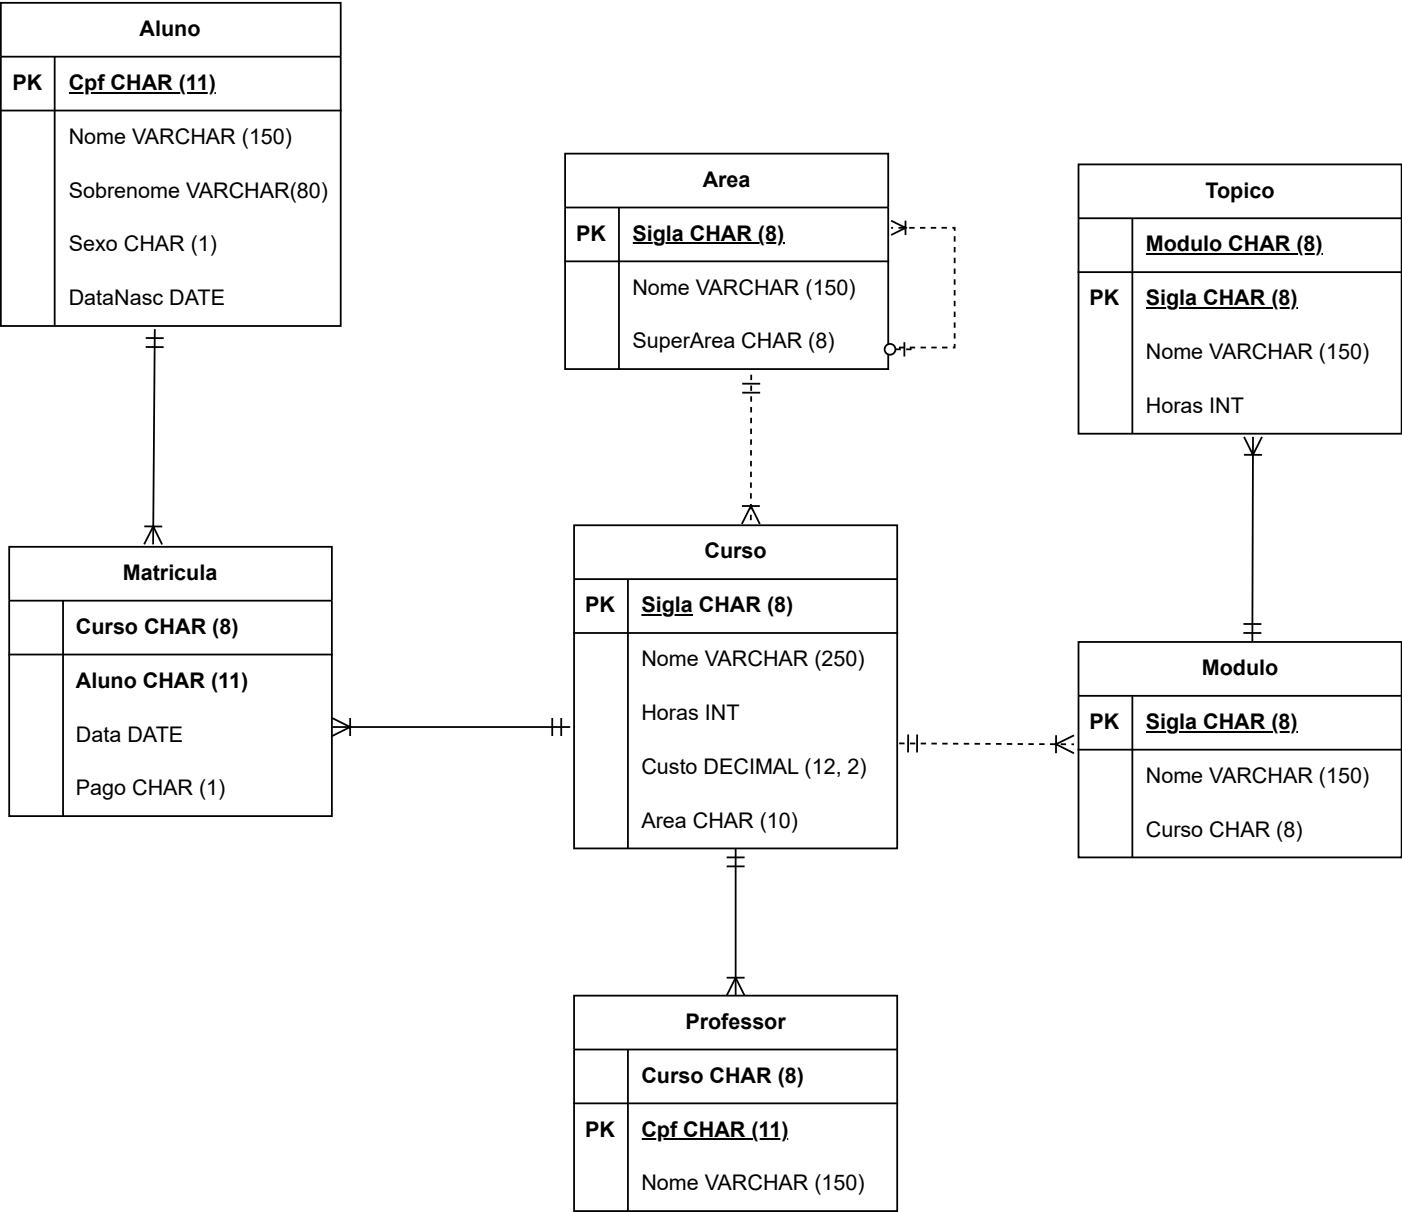 Aluno
PK Cpf CHAR (11)
Nome VARCHAR (150)
Sobrenome VARCHAR(80)
Sexo CHAR (1)
DataNasc DATE
Area
PK Sigla CHAR (8)
Nome VARCHAR (150)
SuperArea CHAR (8)
Topico
Modulo CHAR (8)
PK Sigla CHAR (8)
Nome VARCHAR (150)
Horas INT
Matricula
Curso CHAR (8)
Aluno CHAR (11)
Data DATE
Pago CHAR (1)
Curso
PK Sigla CHAR (8)
Nome VARCHAR (250)
Horas INT
Custo DECIMAL (12, 2)
Area CHAR (10)
Modulo
PK Sigla CHAR (8)
Nome VARCHAR (150)
Curso CHAR (8)
Professor
Curso CHAR (8)
PK Cpf CHAR (11)
Nome VARCHAR (150)